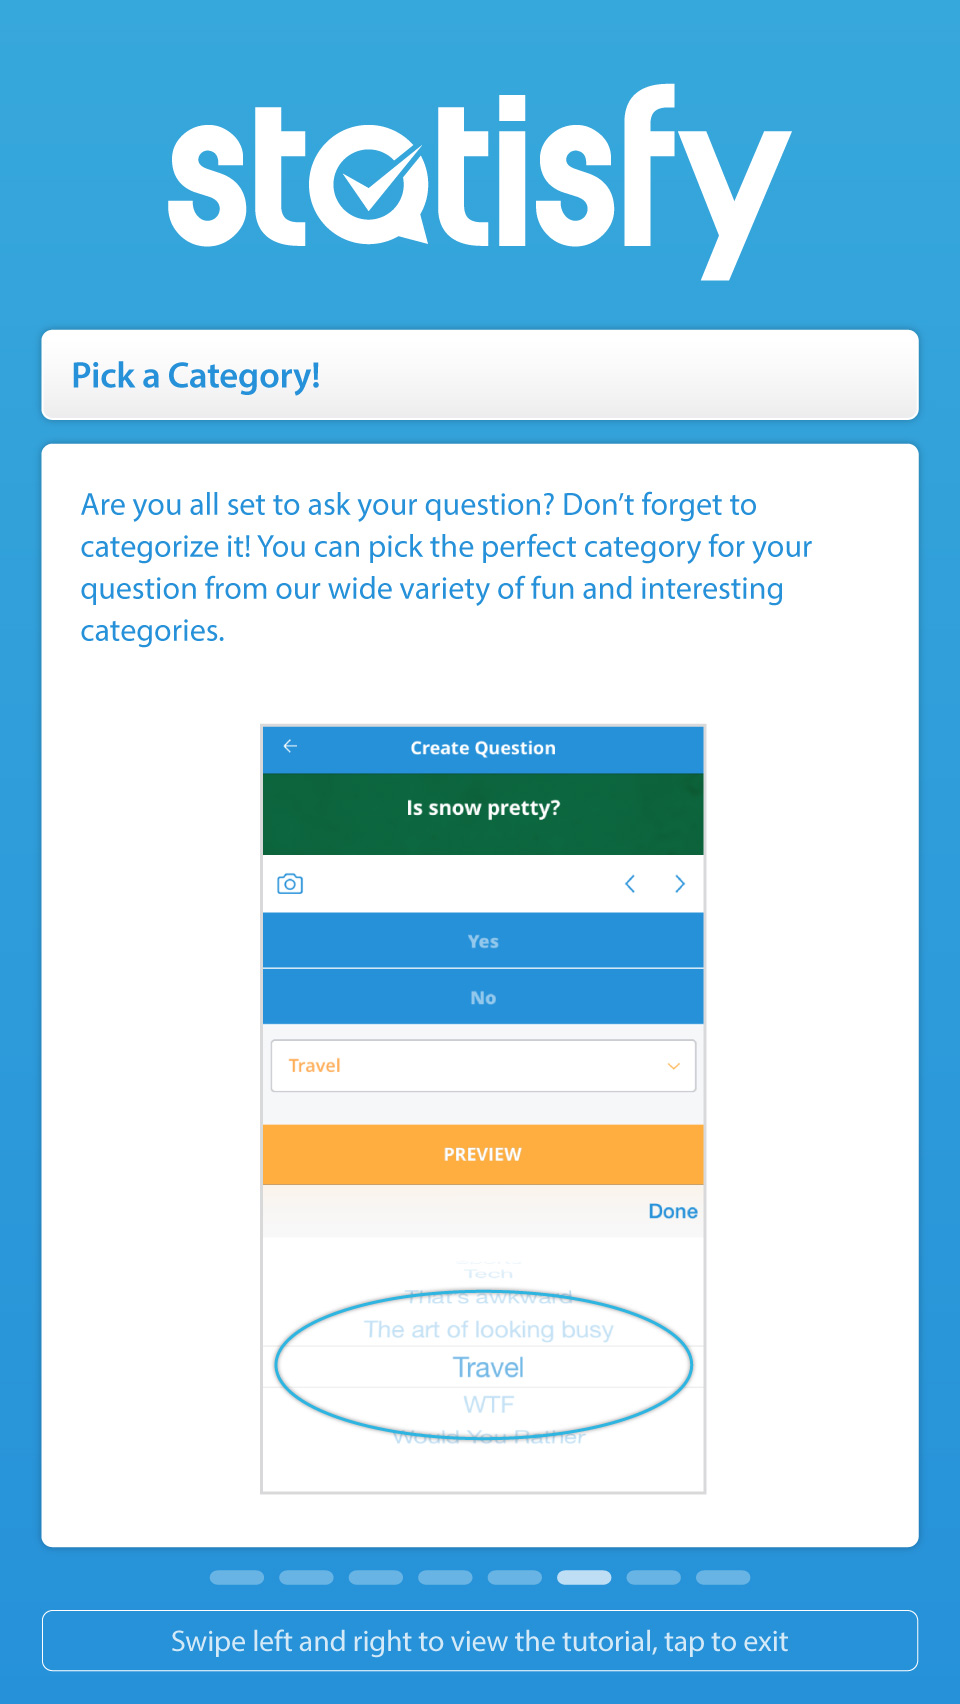 statisfy
Pick a Category!
Are you all set to ask your question? Don’t forget to
categorize it! You can pick the perfect category for your
question from our wide variety of fun and interesting
categories.
Create Question
Is snow pretty?
Yes
No
Travel
PREVIEW
Done
Tech
That's awkward
The art of looking busy
Travel
WTF
Would You Rather
Swipe left and right to view the tutorial, tap to exit